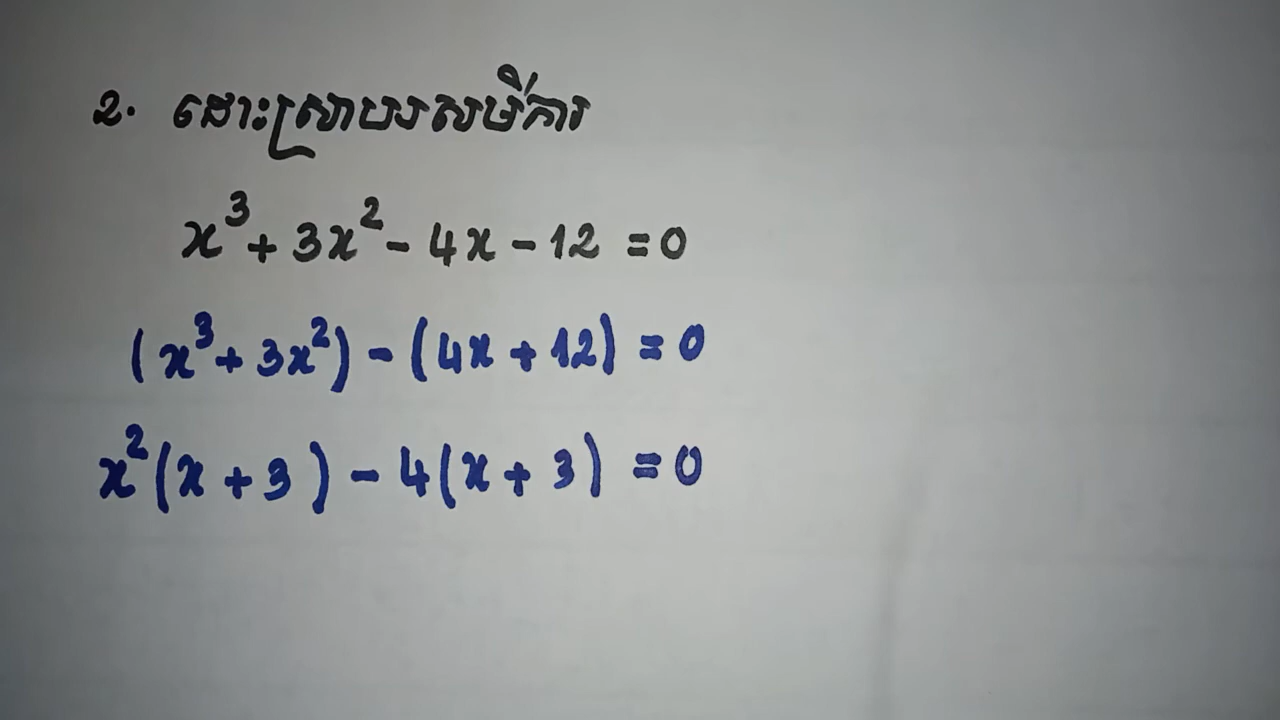 2. ដោះស្រាយសមីការ
x³ + 3x² - 4x - 12 = 0
(x³ + 3x²) - (4x + 12) = 0
x²(x + 3) - 4(x + 3) = 0